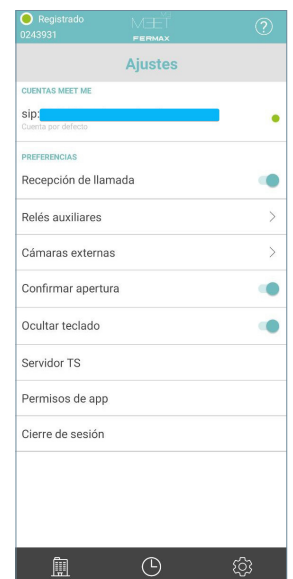 Registrado
0243931
MEET
FERMAX
?
Ajustes
CUENTAS MEET ME
sip:
Cuenta por defecto
PREFERENCIAS
Recepción de llamada
Relés auxiliares
Cámaras externas
Confirmar apertura
Ocultar teclado
Servidor TS
Permisos de app
Cierre de sesión